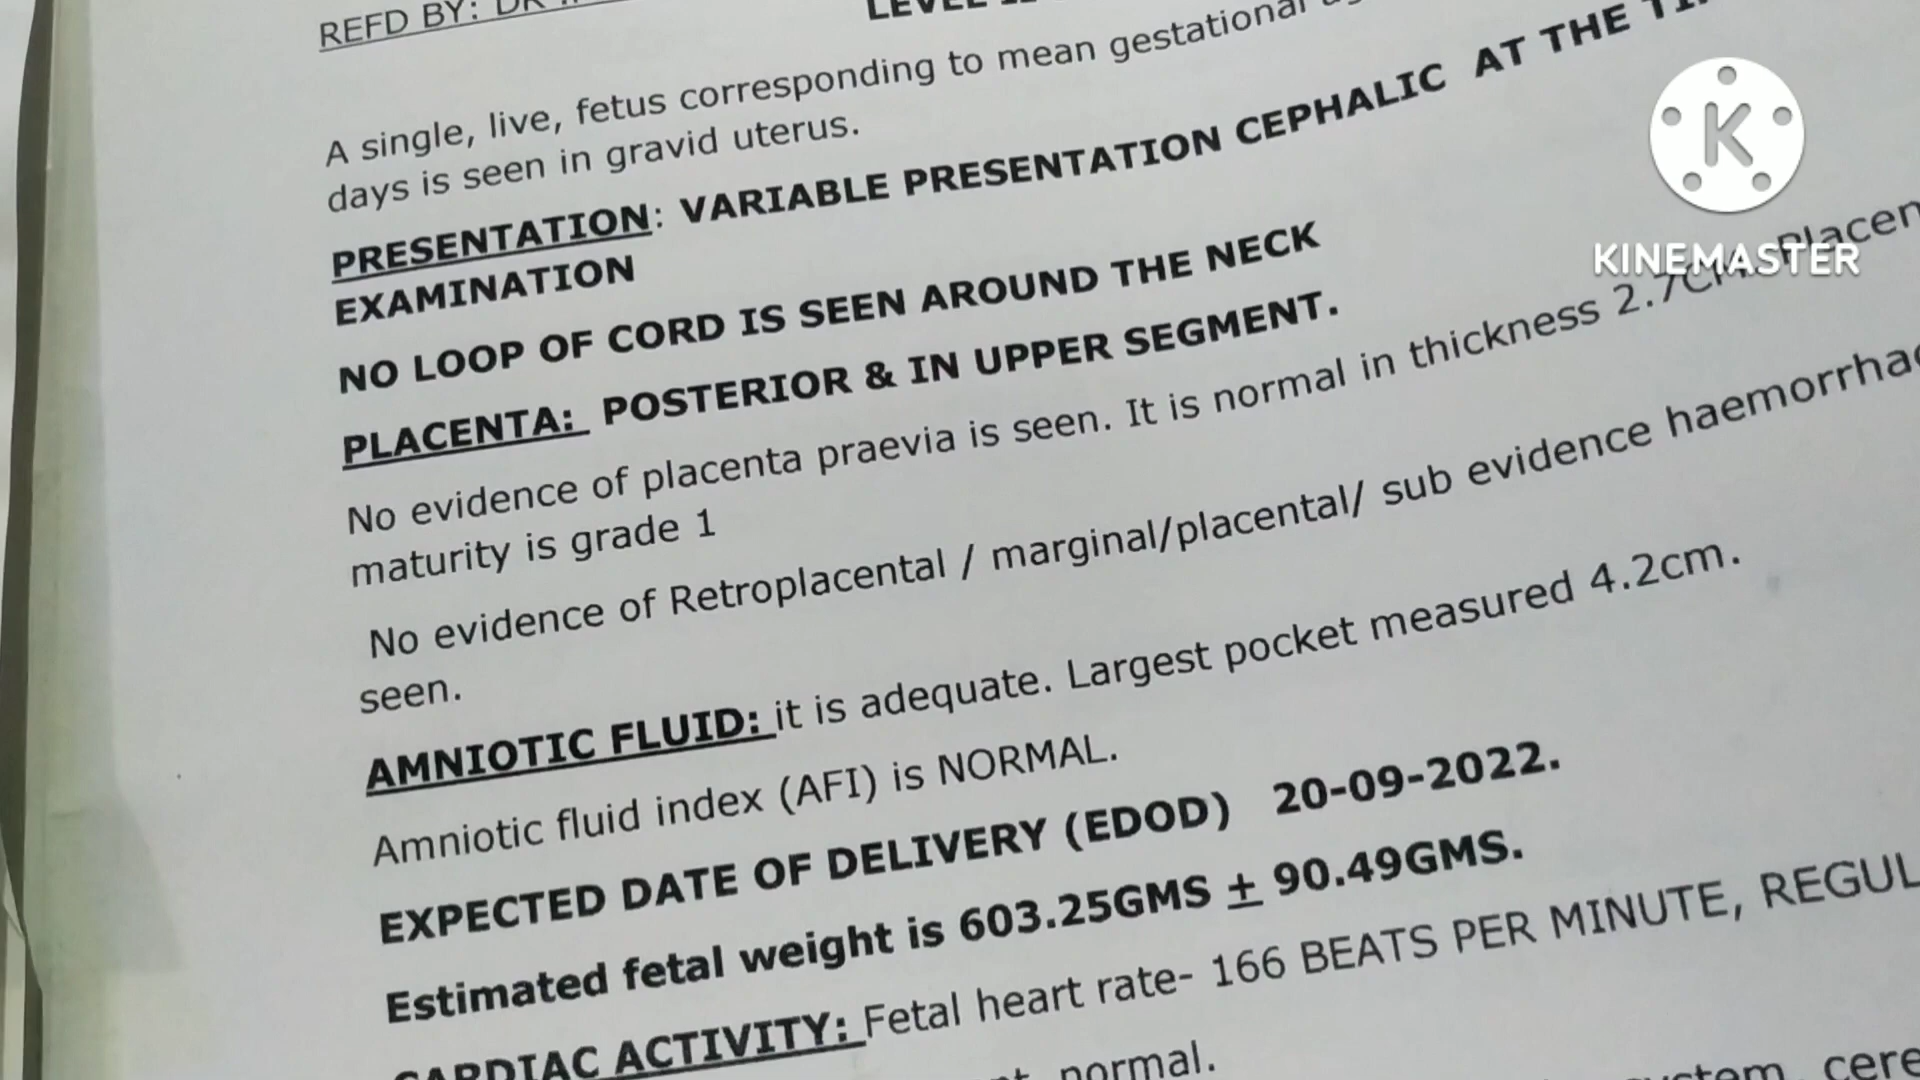 REFD BY: DR
LEVEL
A single, live, fetus corresponding to mean gestational
days is seen in gravid uterus.
PRESENTATION: VARIABLE PRESENTATION CEPHALIC AT THE
EXAMINATION
NO LOOP OF CORD IS SEEN AROUND THE NECK
PLACENTA: POSTERIOR & IN UPPER SEGMENT.
No evidence of placenta praevia is seen. It is normal in thickness 2.7CM. Placen
maturity is grade 1
No evidence of Retroplacental / marginal/placental/ sub evidence haemorrha
seen.
AMNIOTIC FLUID: it is adequate. Largest pocket measured 4.2cm.
Amniotic fluid index (AFI) is NORMAL.
EXPECTED DATE OF DELIVERY (EDOD) 20-09-2022.
Estimated fetal weight is 603.25GMS ± 90.49GMS.
CARDIAC ACTIVITY: Fetal heart rate- 166 BEATS PER MINUTE, REGUL
normal.
K
KINEMASTER